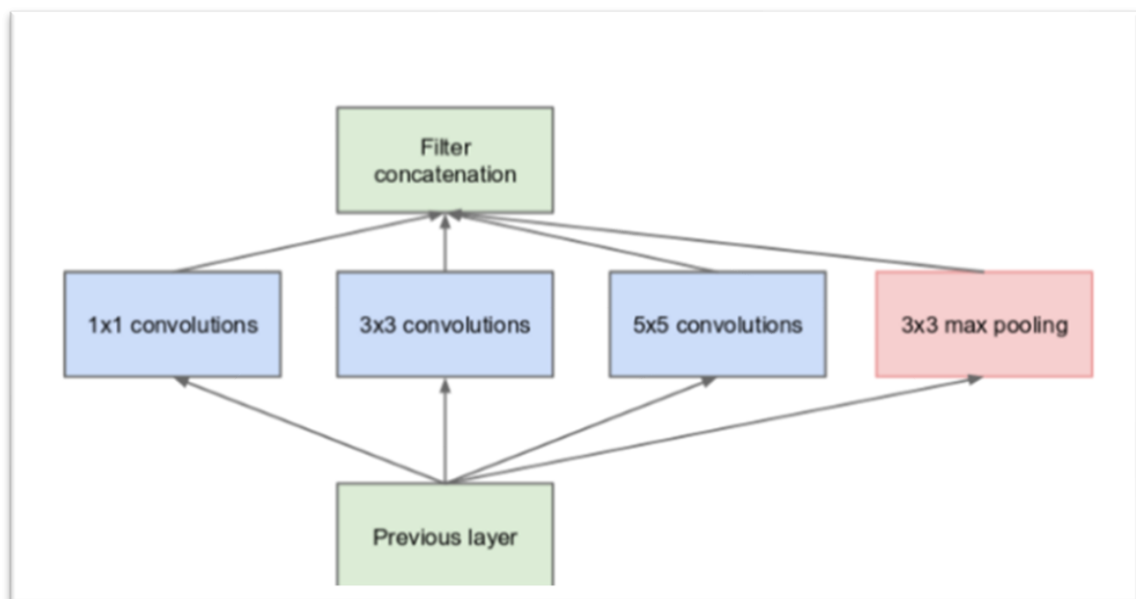 Filter
concatenation
1x1 convolutions
3x3 convolutions
5x5 convolutions
3x3 max pooling
Previous layer